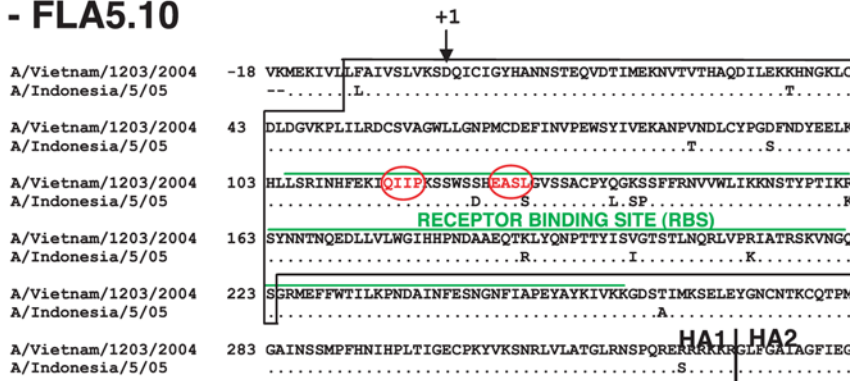 - FLA5.10
+1
A/Vietnam/1203/2004 -18 VKMEKIVLLFAIVSLVKSDQICIGYHANNSTEQVDTIMEKNVTVTHAQDILEKKHNGKLC
A/Indonesia/5/05 --.......L..........................................T......
A/Vietnam/1203/2004 43 DLDGVKPLILRDCSVAGWLLGNPMCDEFINVPEWSYIVEKANPVNDLCYPGDFNDYEELK
A/Indonesia/5/05 ...........................................T.......S........
A/Vietnam/1203/2004 103 HLLSRINHFEKIQIIPKSSWSSHEASLGVSSACPYQGKSSFFRNVVWLIKKNSTYPTIKR
A/Indonesia/5/05 .....................D....S.........L.SP...................K
RECEPTOR BINDING SITE (RBS)
A/Vietnam/1203/2004 163 SYNNTNQEDLLVLWGIHHPNDAAEQTKLYQNPTTYISVGTSTLNQRLVPRIATRSKVNGQ
A/Indonesia/5/05 ..........................R..........I...........K..........
A/Vietnam/1203/2004 223 SGRMEFFWTILKPNDAINFESNGNFIAPEYAYKIVKKGDSTIMKSELEYGNCNTKCQTPM
A/Indonesia/5/05 ........................................A...................
HA1 HA2
A/Vietnam/1203/2004 283 GAINSSMPFHNIHPLTIGECPKYVKSNRLVLATGLRNSPQRERRRKKRGLFGAIAGFIEG
A/Indonesia/5/05 ..........................................S.................